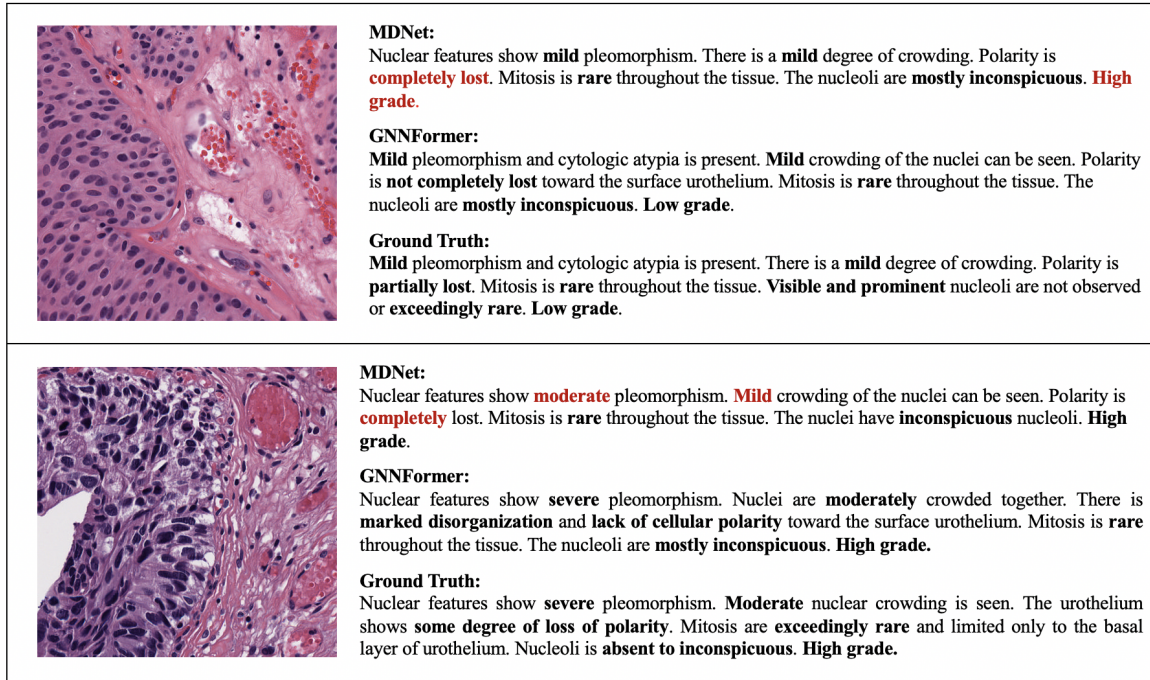 MDNet:
Nuclear features show mild pleomorphism. There is a mild degree of crowding. Polarity is
completely lost. Mitosis is rare throughout the tissue. The nucleoli are mostly inconspicuous. High
grade.
GNNFormer:
Mild pleomorphism and cytologic atypia is present. Mild crowding of the nuclei can be seen. Polarity
is not completely lost toward the surface urothelium. Mitosis is rare throughout the tissue. The
nucleoli are mostly inconspicuous. Low grade.
Ground Truth:
Mild pleomorphism and cytologic atypia is present. There is a mild degree of crowding. Polarity is
partially lost. Mitosis is rare throughout the tissue. Visible and prominent nucleoli are not observed
or exceedingly rare. Low grade.
MDNet:
Nuclear features show moderate pleomorphism. Mild crowding of the nuclei can be seen. Polarity is
completely lost. Mitosis is rare throughout the tissue. The nuclei have inconspicuous nucleoli. High
grade.
GNNFormer:
Nuclear features show severe pleomorphism. Nuclei are moderately crowded together. There is
marked disorganization and lack of cellular polarity toward the surface urothelium. Mitosis is rare
throughout the tissue. The nucleoli are mostly inconspicuous. High grade.
Ground Truth:
Nuclear features show severe pleomorphism. Moderate nuclear crowding is seen. The urothelium
shows some degree of loss of polarity. Mitosis are exceedingly rare and limited only to the basal
layer of urothelium. Nucleoli is absent to inconspicuous. High grade.